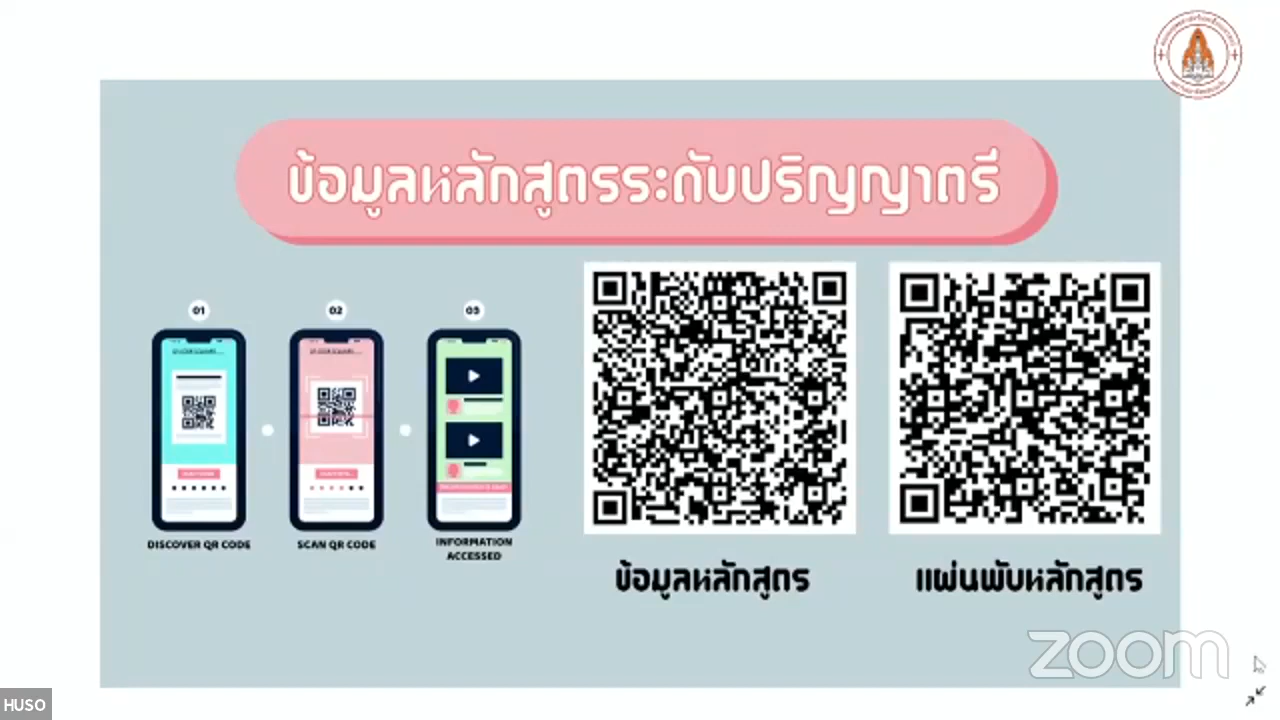 ข้อมูลหลักสูตรระดับปริญญาตรี
01
02
03
DISCOVER QR CODE
SCAN QR CODE
INFORMATION
ACCESSED
ข้อมูลหลักสูตร
แผ่นพับหลักสูตร
zoom
HUSO